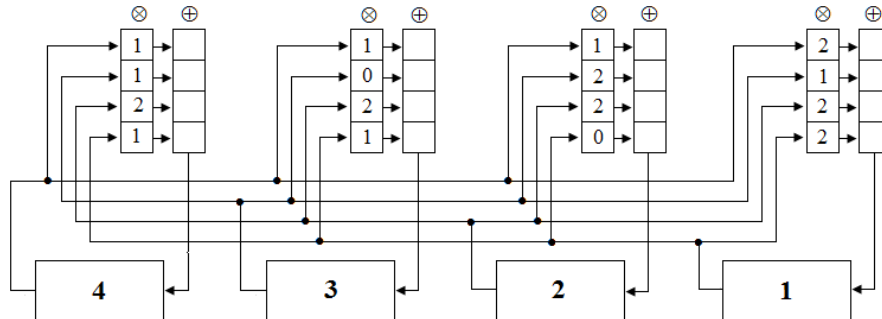 ⊗ ⊕ ⊗ ⊕ ⊗ ⊕ ⊗ ⊕
1 1 1 2
1 0 2 1
2 2 2 2
1 1 0 2
4 3 2 1